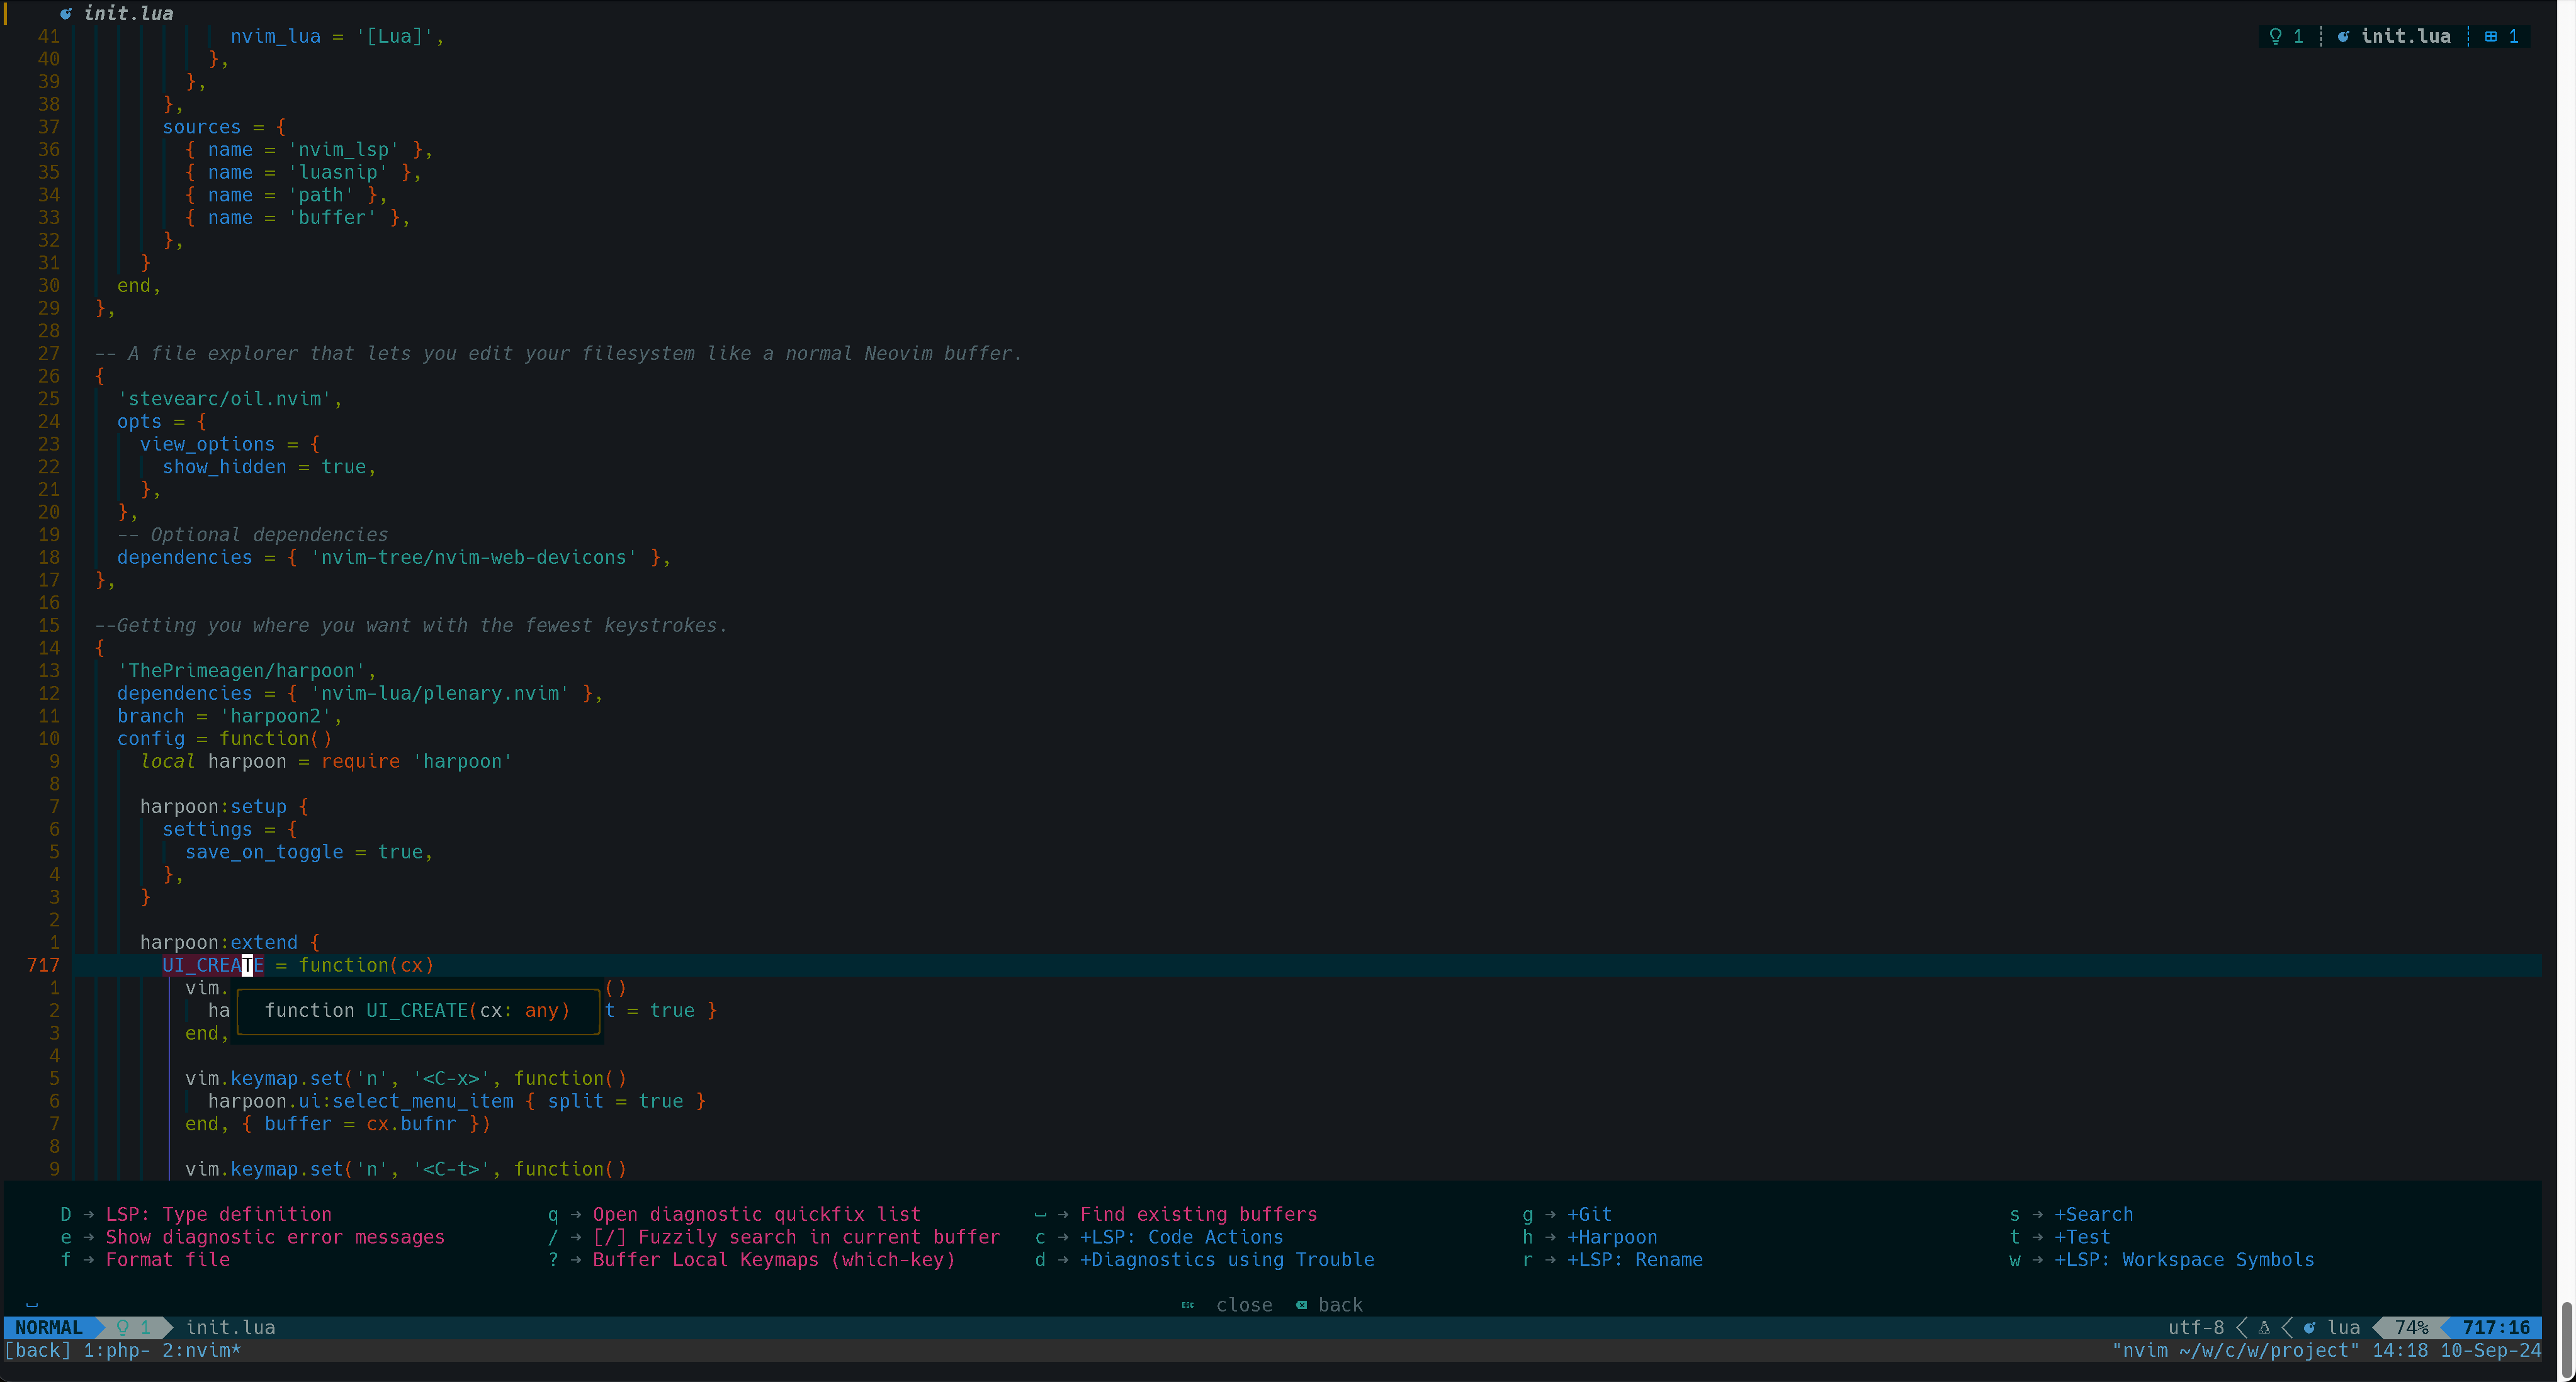 init.lua
41 nvim_lua = '[Lua]',
1 init.lua 1
40 },
39 },
38 },
37 sources = {
36 { name = 'nvim_lsp' },
35 { name = 'luasnip' },
34 { name = 'path' },
33 { name = 'buffer' },
32 },
31 }
30 end,
29 },
28
27 -- A file explorer that lets you edit your filesystem like a normal Neovim buffer.
26 {
25 'stevearc/oil.nvim',
24 opts = {
23 view_options = {
22 show_hidden = true,
21 },
20 },
19 -- Optional dependencies
18 dependencies = { 'nvim-tree/nvim-web-devicons' },
17 },
16
15 --Getting you where you want with the fewest keystrokes.
14 {
13 'ThePrimeagen/harpoon',
12 dependencies = { 'nvim-lua/plenary.nvim' },
11 branch = 'harpoon2',
10 config = function()
9 local harpoon = require 'harpoon'
8
7 harpoon:setup {
6 settings = {
5 save_on_toggle = true,
4 },
3 }
2
1 harpoon:extend {
717 UI_CREATE = function(cx)
1 vim. ()
2 ha function UI_CREATE(cx: any) t = true }
3 end,
4
5 vim.keymap.set('n', '<C-x>', function()
6 harpoon.ui:select_menu_item { split = true }
7 end, { buffer = cx.bufnr })
8
9 vim.keymap.set('n', '<C-t>', function()
D → LSP: Type definition q → Open diagnostic quickfix list ␣ → Find existing buffers g → +Git s → +Search
e → Show diagnostic error messages / → [/] Fuzzily search in current buffer c → +LSP: Code Actions h → +Harpoon t → +Test
f → Format file ? → Buffer Local Keymaps (which-key) d → +Diagnostics using Trouble r → +LSP: Rename w → +LSP: Workspace Symbols
␣ ESC close back
NORMAL 1 init.lua utf-8 lua 74% 717:16
[back] 1:php- 2:nvim* "nvim ~/w/c/w/project" 14:18 10-Sep-24